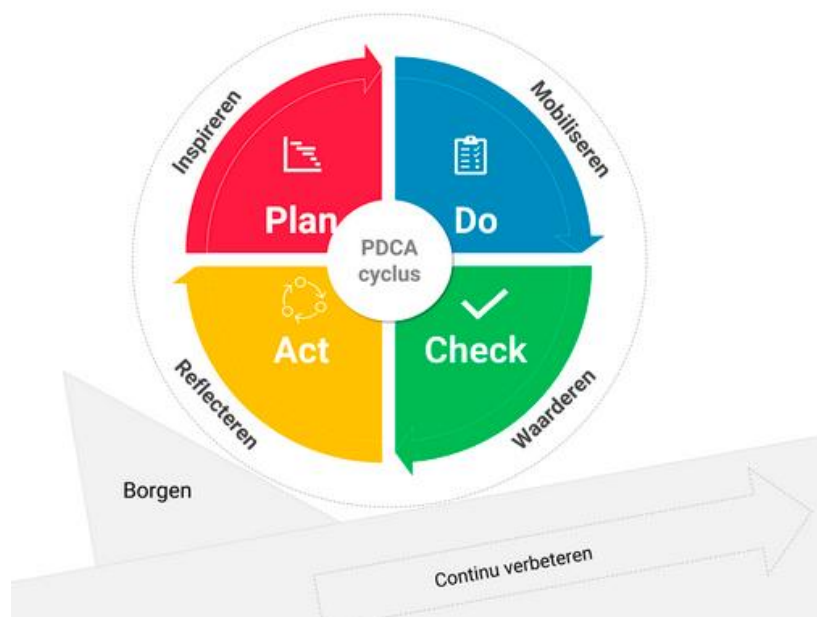 Inspireren
Mobiliseren
Plan
Do
PDCA
cyclus
Act
Check
Reflecteren
Waarderen
Borgen
Continu verbeteren